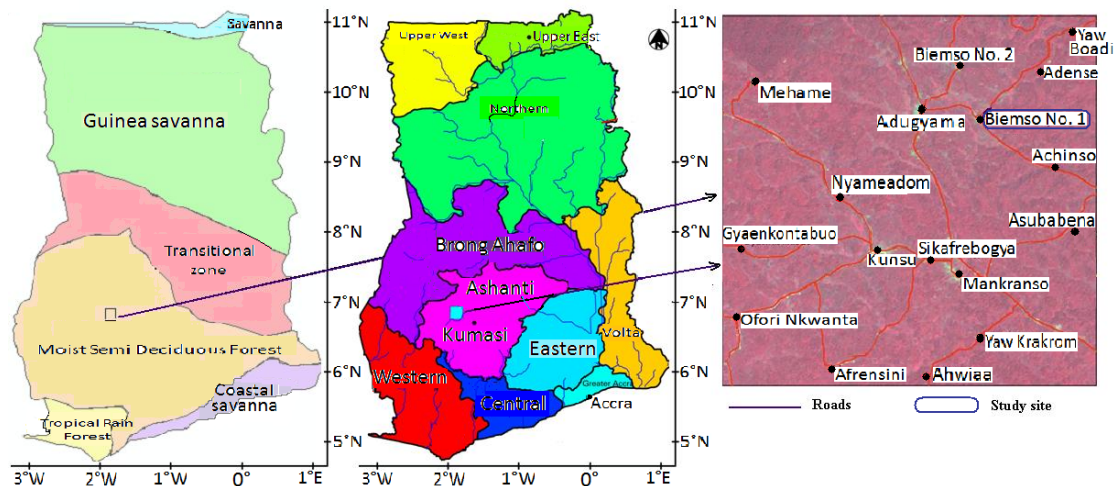 Savanna
Guinea savanna
Transitional
zone
Moist Semi Deciduous Forest
Coastal
savanna
Tropical Rain
Forest
3°W
2°W
1°W
0°
1°E
11°N
10°N
9°N
8°N
7°N
6°N
5°N
Upper West
Upper East
Northern
Brong Ahafo
Ashanti
Kumasi
Volta
Eastern
Western
Greater Accra
Central
Accra
3°W
2°W
1°W
0°
1°E
11°N
10°N
9°N
8°N
7°N
6°N
5°N
N
Yaw
Boadi
Biemso No. 2
Adense
Mehame
Adugyama
Biemso No. 1
Achinso
Nyameadom
Asubabena
Gyaenkontabuo
Sikafrebogya
Kunsu
Mankranso
Ofori Nkwanta
Yaw Krakrom
Afrensini
Ahwiaa
Roads
Study site